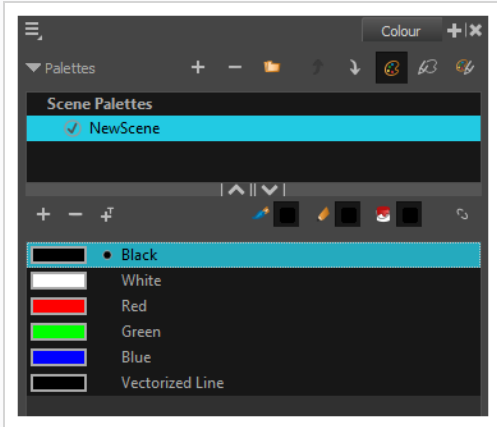 Colour
Palettes
Scene Palettes
NewScene
Black
White
Red
Green
Blue
Vectorized Line